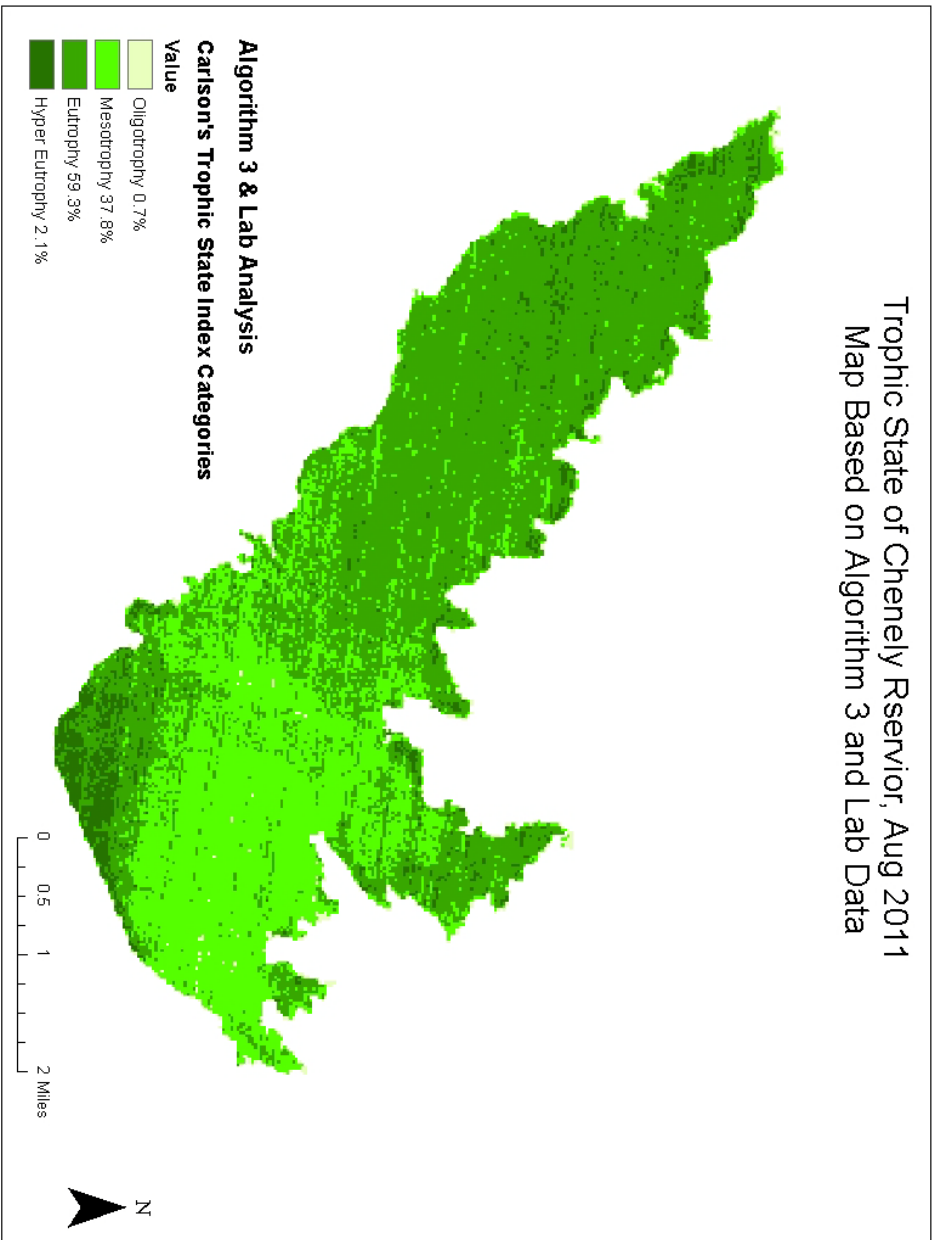 Trophic State of Chenely Rservior, Aug 2011
Map Based on Algorithm 3 and Lab Data
Algorithm 3 & Lab Analysis
Carlson's Trophic State Index Categories
Value
Oligotrophy 0.7%
Mesotrophy 37.8%
Eutrophy 59.3%
Hyper Eutrophy 2.1%
0 0.5 1 2 Miles
N